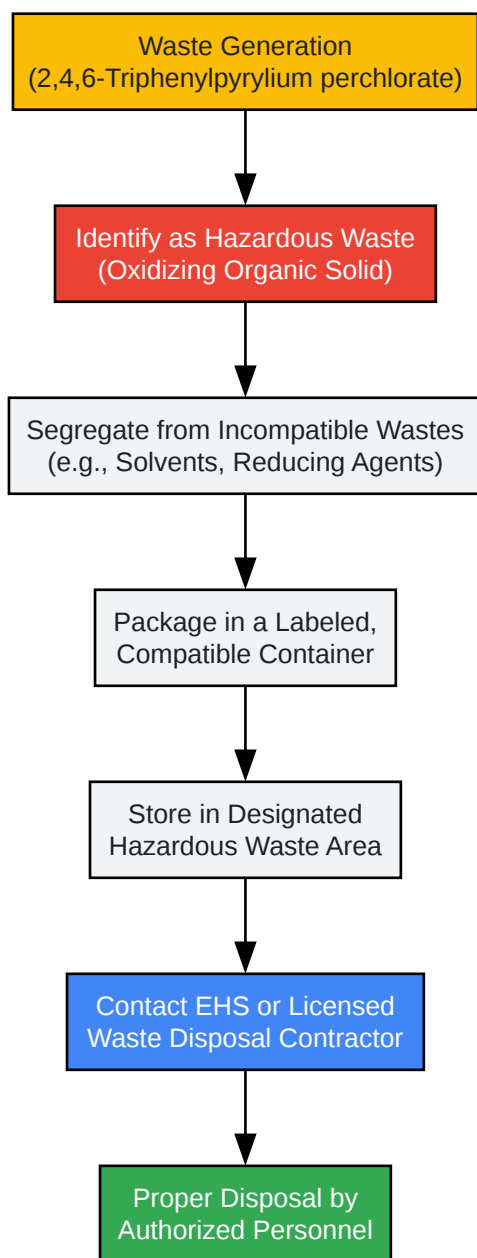 Waste Generation
(2,4,6-Triphenylpyrylium perchlorate)
Identify as Hazardous Waste
(Oxidizing Organic Solid)
Segregate from Incompatible Wastes
(e.g., Solvents, Reducing Agents)
Package in a Labeled,
Compatible Container
Store in Designated
Hazardous Waste Area
Contact EHS or Licensed
Waste Disposal Contractor
Proper Disposal by
Authorized Personnel